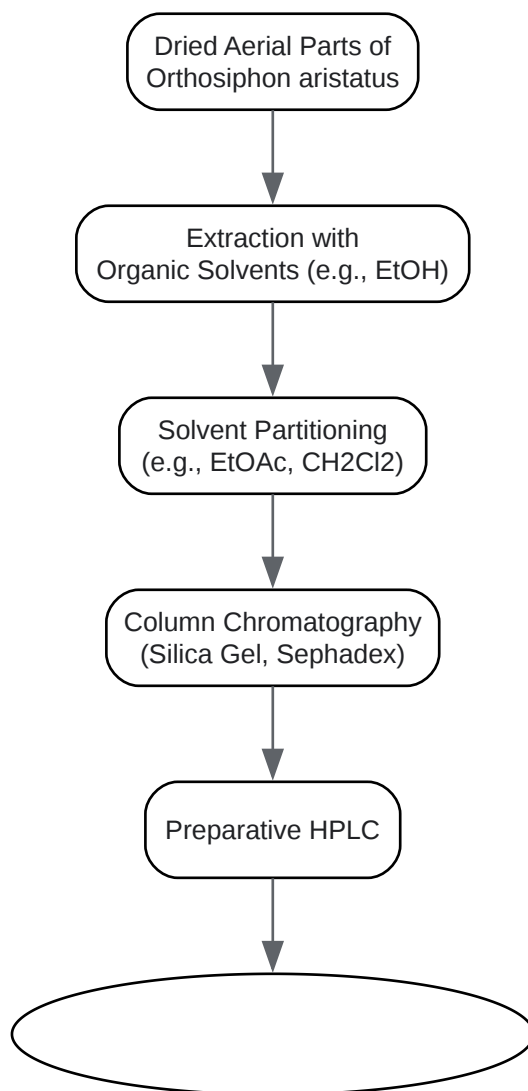 Dried Aerial Parts of
Orthosiphon aristatus
Extraction with
Organic Solvents (e.g., EtOH)
Solvent Partitioning
(e.g., EtOAc, CH2Cl2)
Column Chromatography
(Silica Gel, Sephadex)
Preparative HPLC